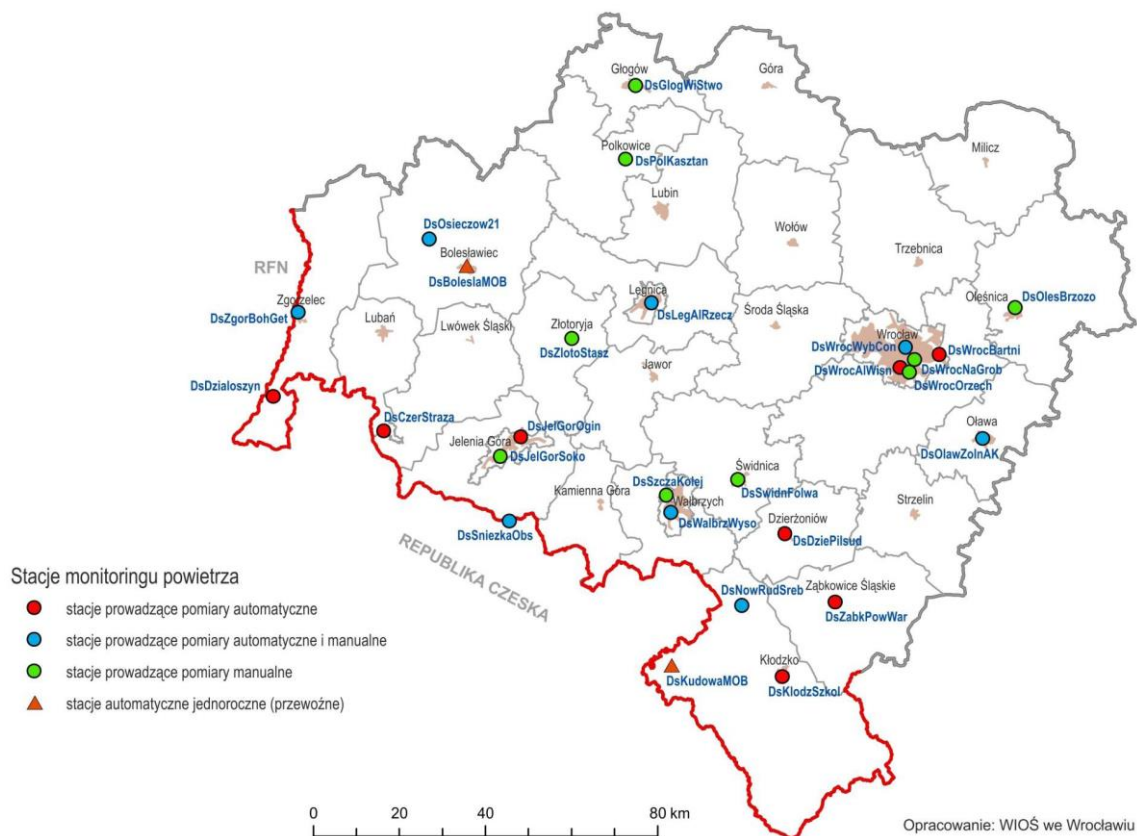 Głogów
DsGlogWiStwo
Góra
Polkowice
DsPolKasztan
Milicz
Lubin
DsOsieczow21
Bolesławiec
DsBoleslaMOB
Wołów
Trzebnica
RFN
Zgorzelec
DsZgorBohGet
Legnica
DsLegAlRzecz
Oleśnica
DsOlesBrzozo
Lubań
Lwówek Śląski
Złotoryja
DsZlotoStasz
Środa Śląska
Wrocław
DsWrocWybCon
DsWrocBartni
DsWrocAlWisn
DsWrocNaGrob
DsWrocOrzech
Jawor
DsDzialoszyn
DsCzerStraza
DsJelGorOgin
Jelenia Góra
DsJelGorSoko
Oława
DsOlawZolnAK
Kamienna Góra
DsSzczaKolej
Wałbrzych
DsWalbrzWyso
Świdnica
DsSwidnFolwa
Strzelin
Dzierżoniów
DsDziePilsud
DsSniezkaObs
REPUBLIKA CZESKA
DsNowRudSreb
Ząbkowice Śląskie
DsZabkPowWar
Kłodzko
DsKlodzSzkol
DsKudowaMOB
Stacje monitoringu powietrza
stacje prowadzące pomiary automatyczne
stacje prowadzące pomiary automatyczne i manualne
stacje prowadzące pomiary manualne
stacje automatyczne jednoroczne (przewoźne)
0 20 40 80 km
Opracowanie: WIOŚ we Wrocławiu